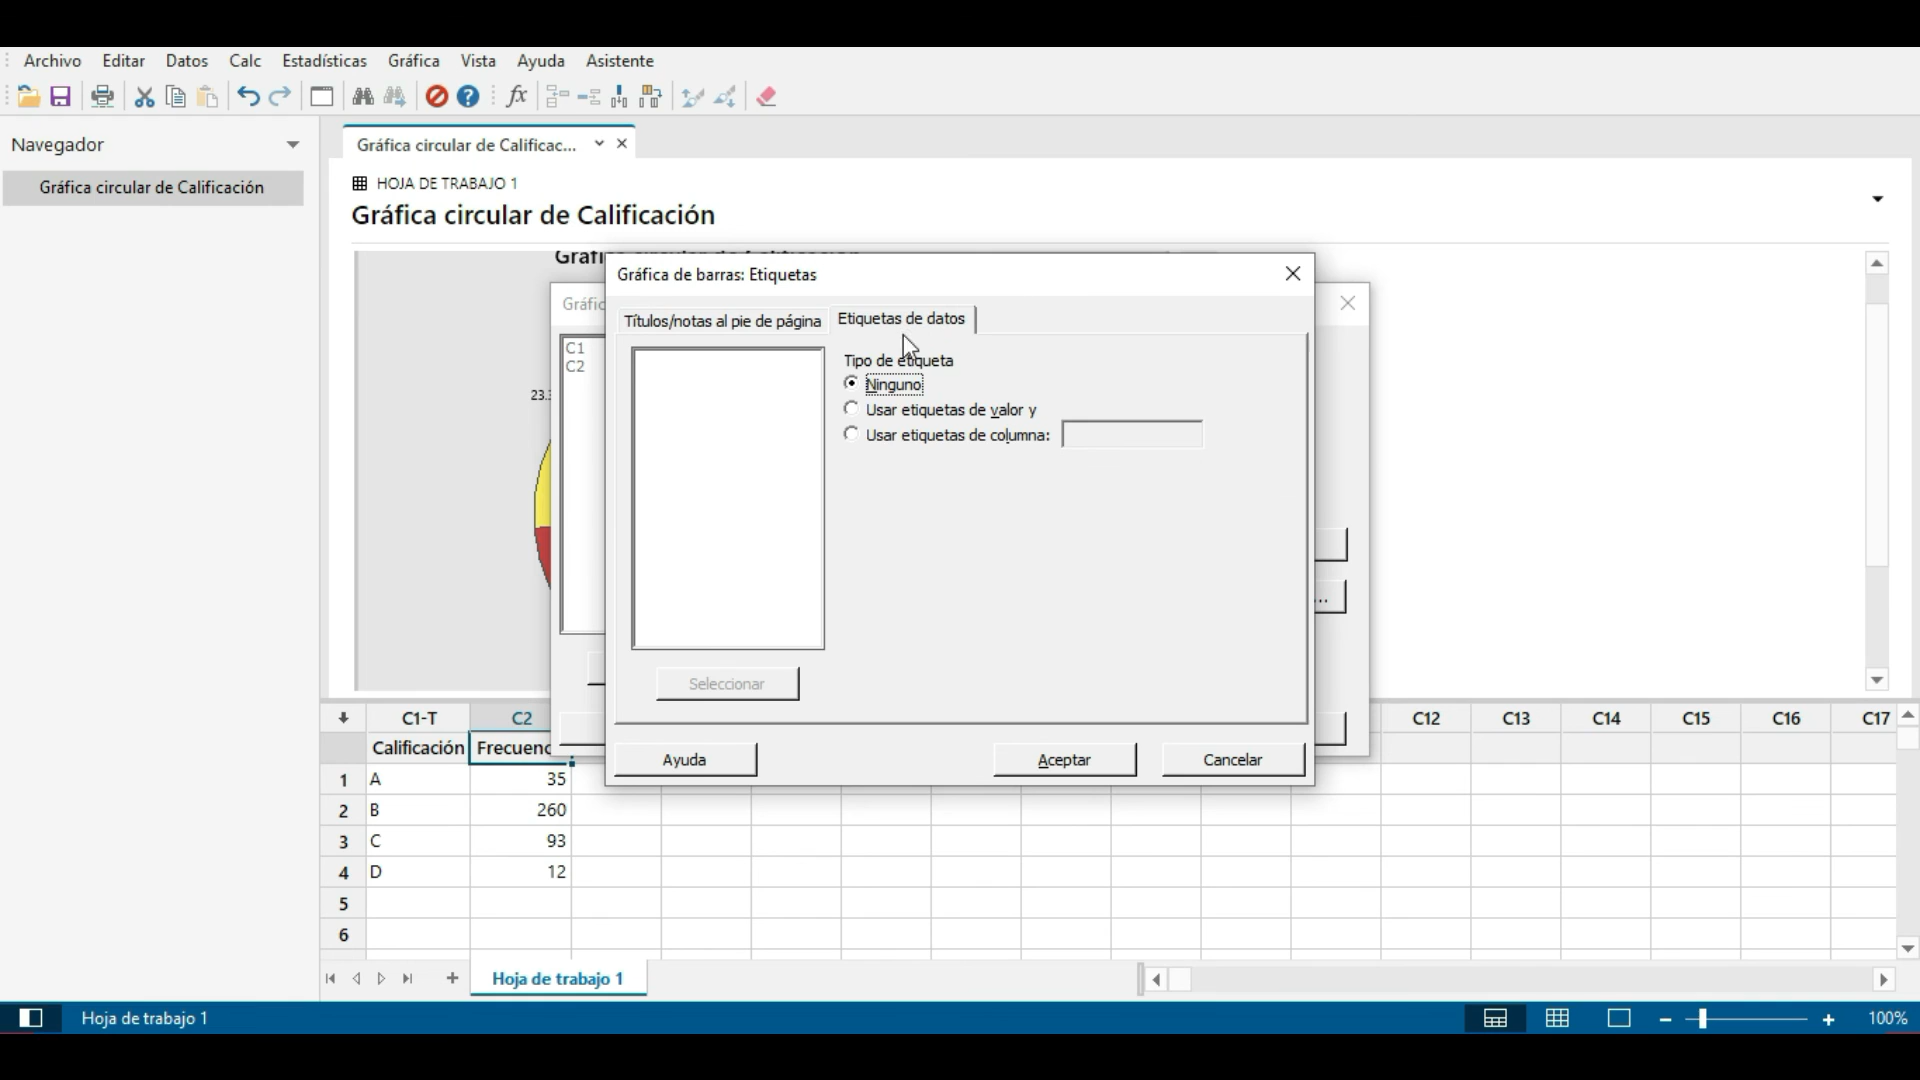 Archivo Editar Datos Calc Estadísticas Gráfica Vista Ayuda Asistente
fx
Navegador
Gráfica circular de Calificación
Gráfica circular de Calificac...
HOJA DE TRABAJO 1
Gráfica circular de Calificación
Gráfica de barras: Etiquetas
Títulos/notas al pie de página Etiquetas de datos
C1
C2
23.
Tipo de etiqueta
Ninguno
Usar etiquetas de valor y
Usar etiquetas de columna:
...
Seleccionar
Ayuda Aceptar Cancelar
C1-T C2 C12 C13 C14 C15 C16 C17
Calificación Frecuenc
1 A 35
2 B 260
3 C 93
4 D 12
5
6
Hoja de trabajo 1
Hoja de trabajo 1 100%